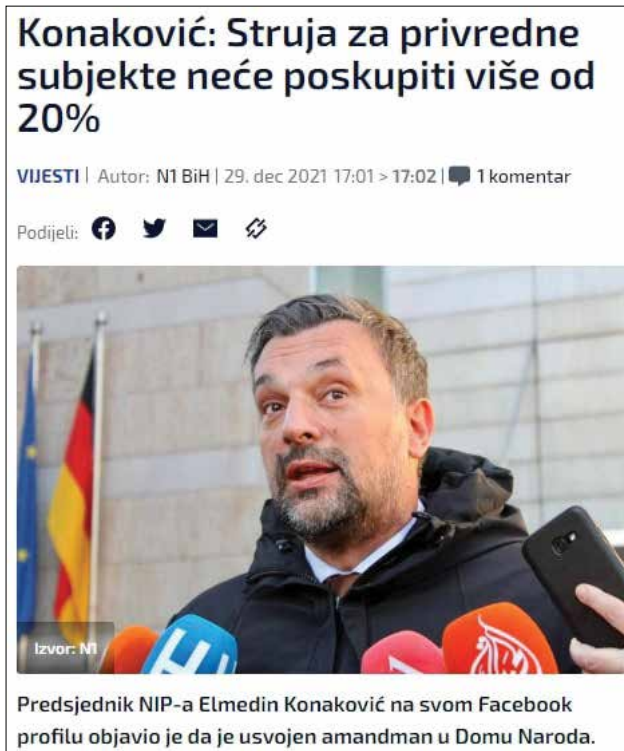 Konaković: Struja za privredne
subjekte neće poskupiti više od
20%
VIJESTI | Autor: N1 BiH | 29. dec 2021 17:01 > 17:02 | 1 komentar
Podijeli:
Izvor: N1
Predsjednik NIP-a Elmedin Konaković na svom Facebook
profilu objavio je da je usvojen amandman u Domu Naroda.